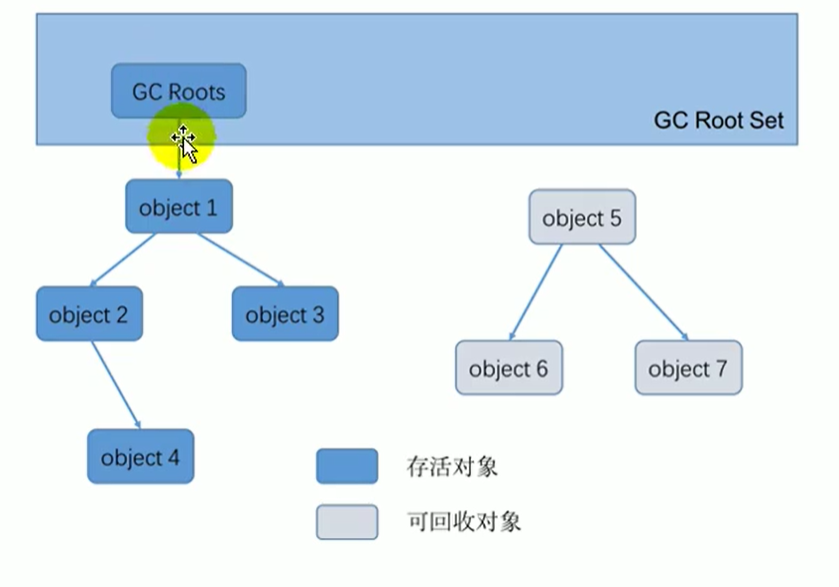 GC Roots
GC Root Set
object 1
object 5
object 2
object 3
object 6
object 7
object 4
存活对象
可回收对象